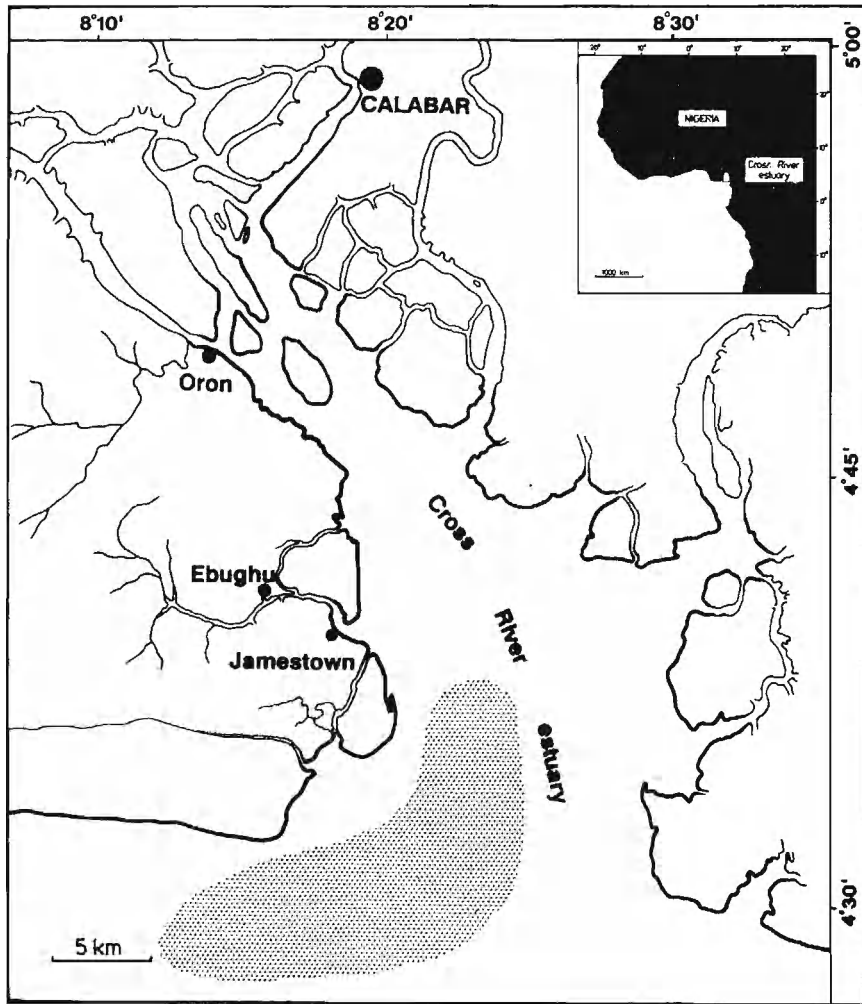 8°10'
8°20'
8°30'
5°00'
CALABAR
NIGERIA
Cross River
estuary
1000 km
Oron
4°45'
Cross
River
estuary
Ebughu
Jamestown
4°30'
5 km